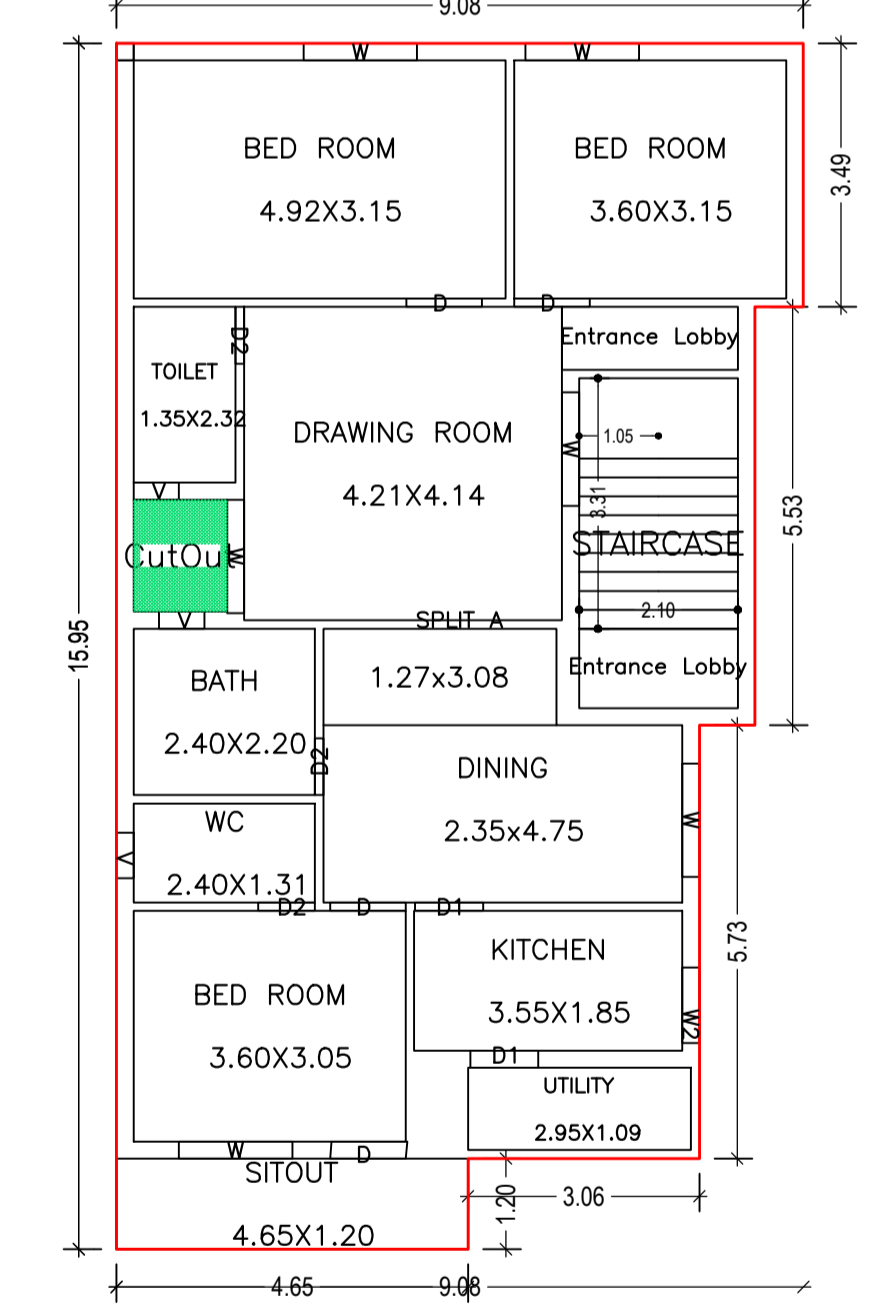 9.08
W
W
BED ROOM
4.92X3.15
BED ROOM
3.60X3.15
3.49
D
D
D2
Entrance Lobby
TOILET
1.35X2.32
DRAWING ROOM
4.21X4.14
W
1.05
3.31
5.53
V
CutOut
W
STAIRCASE
2.10
V
SPLIT A
15.95
BATH
2.40X2.20
1.27x3.08
Entrance Lobby
D2
DINING
2.35x4.75
W
WC
2.40X1.31
V
D2
D
D1
5.73
BED ROOM
3.60X3.05
KITCHEN
3.55X1.85
W2
D1
UTILITY
2.95X1.09
W
D
SITOUT
4.65X1.20
1.20
3.06
4.65
9.08